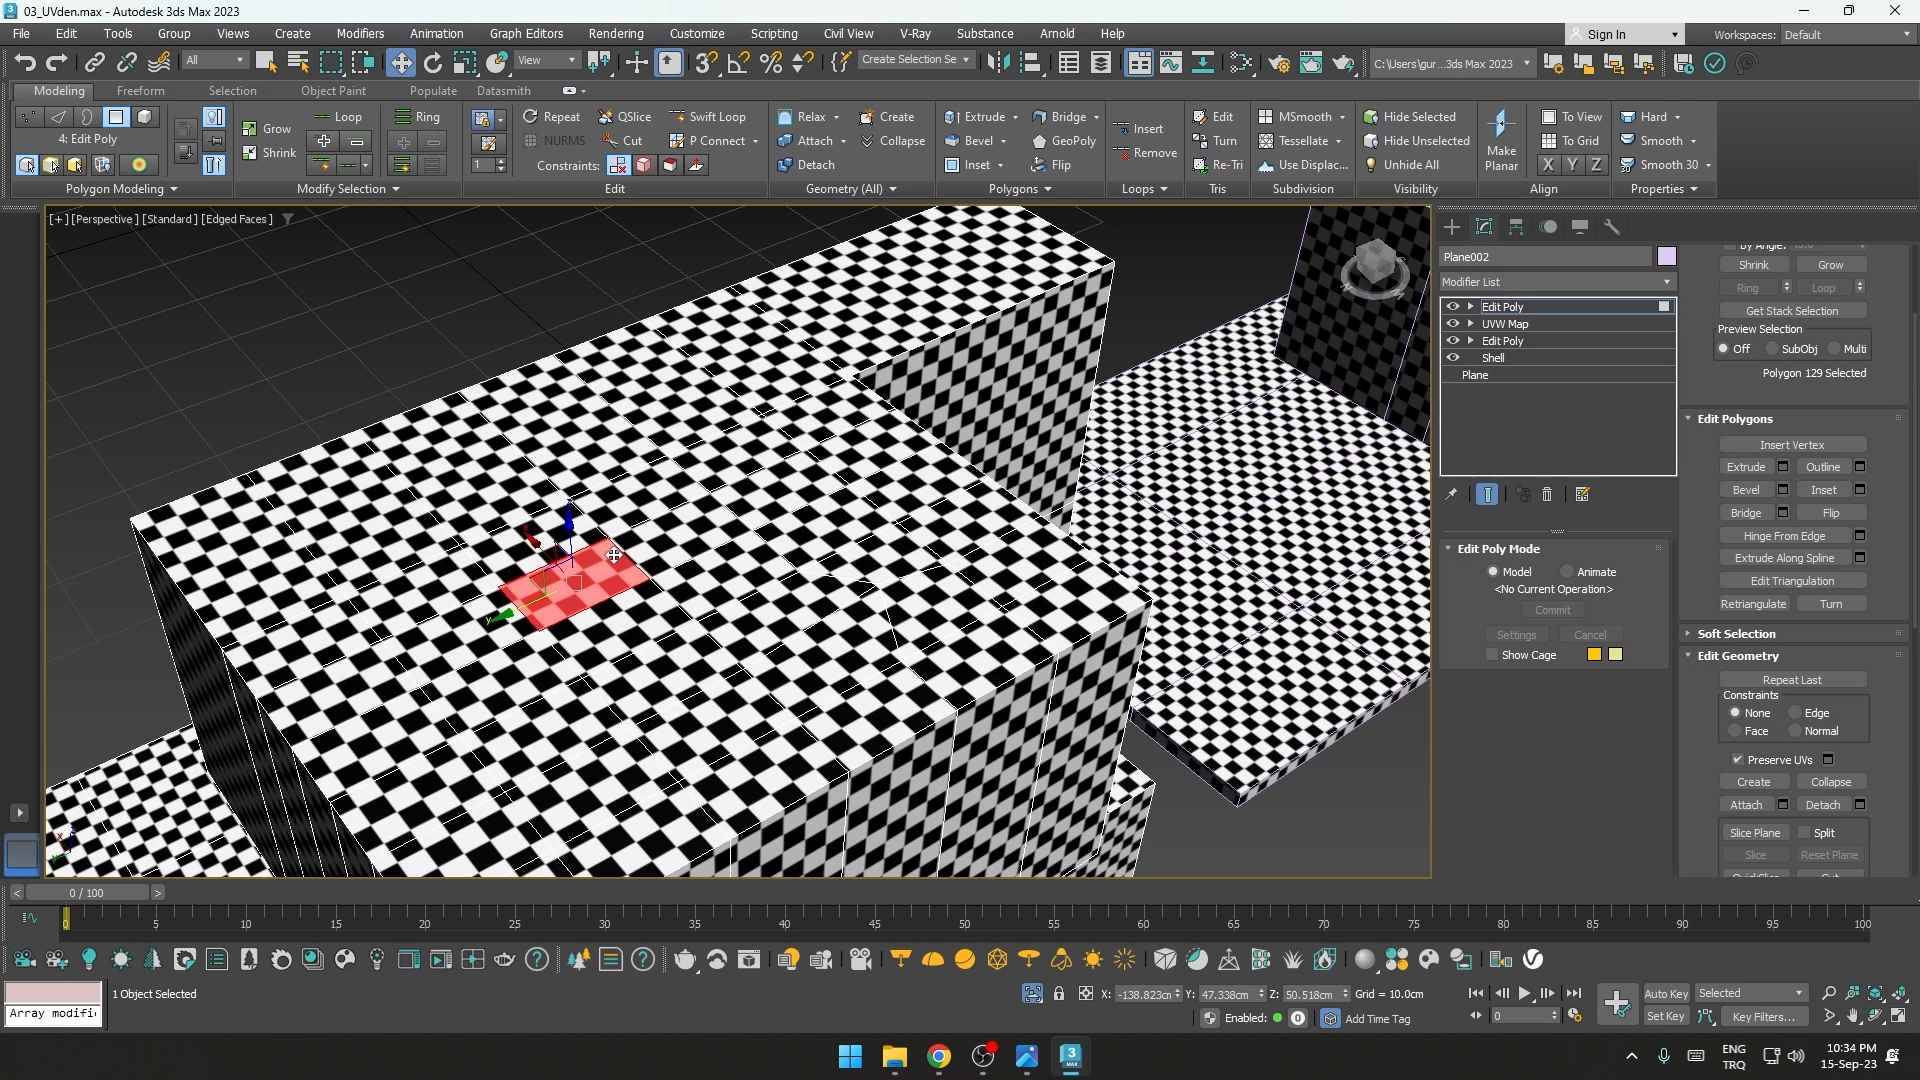 03_UVden.max - Autodesk 3ds Max 2023
File Edit Tools Group Views Create Modifiers Animation Graph Editors Rendering Customize Scripting Civil View V-Ray Substance Arnold Help
Sign In Workspaces: Default
All View Create Selection Se C:\Users\gur...3ds Max 2023
Modeling Freeform Selection Object Paint Populate Datasmith
Grow Loop Ring Repeat QSlice Swift Loop Relax Create Extrude Bridge Insert Edit MSmooth Hide Selected To View Hard
4: Edit Poly NURMS Cut P Connect Attach Collapse Bevel GeoPoly Remove Turn Tessellate Hide Unselected Make Planar To Grid Smooth
Shrink 1 Constraints: Detach Inset Flip Re-Tri Use Displac... Unhide All X Y Z Smooth 30
Polygon Modeling Modify Selection Edit Geometry (All) Polygons Loops Tris Subdivision Visibility Align Properties
[+] [Perspective] [Standard] [Edged Faces]
Plane002
Modifier List
Edit Poly
UVW Map
Edit Poly
Shell
Plane
Edit Poly Mode
Model Animate
<No Current Operation>
Commit
Settings Cancel
Show Cage
By Angle:
Shrink Grow
Ring Loop
Get Stack Selection
Preview Selection
Off SubObj Multi
Polygon 129 Selected
Edit Polygons
Insert Vertex
Extrude Outline
Bevel Inset
Bridge Flip
Hinge From Edge
Extrude Along Spline
Edit Triangulation
Retriangulate Turn
Soft Selection
Edit Geometry
Repeat Last
Constraints
None Edge
Face Normal
Preserve UVs
Create Collapse
Attach Detach
Slice Plane Split
Slice Reset Plane
QuickSlice Cut
< 0 / 100 >
0 5 10 15 20 25 30 35 40 45 50 55 60 65 70 75 80 85 90 95 100
1 Object Selected
Array modifi
X: -138.823cm Y: 47.338cm Z: 50.518cm Grid = 10.0cm
Enabled: 0 Add Time Tag
0
Auto Key Selected
Set Key Key Filters...
ENG
TRQ
10:34 PM
15-Sep-23